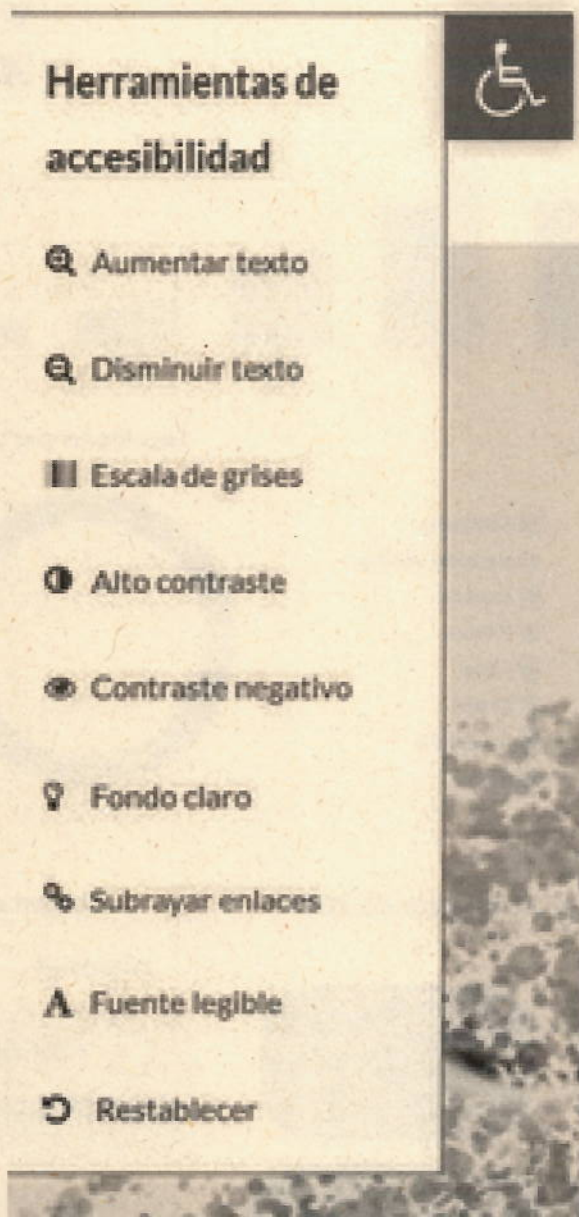 Herramientas de
accesibilidad
Aumentar texto
Disminuir texto
Escala de grises
Alto contraste
Contraste negativo
Fondo claro
Subrayar enlaces
Fuente legible
Restablecer